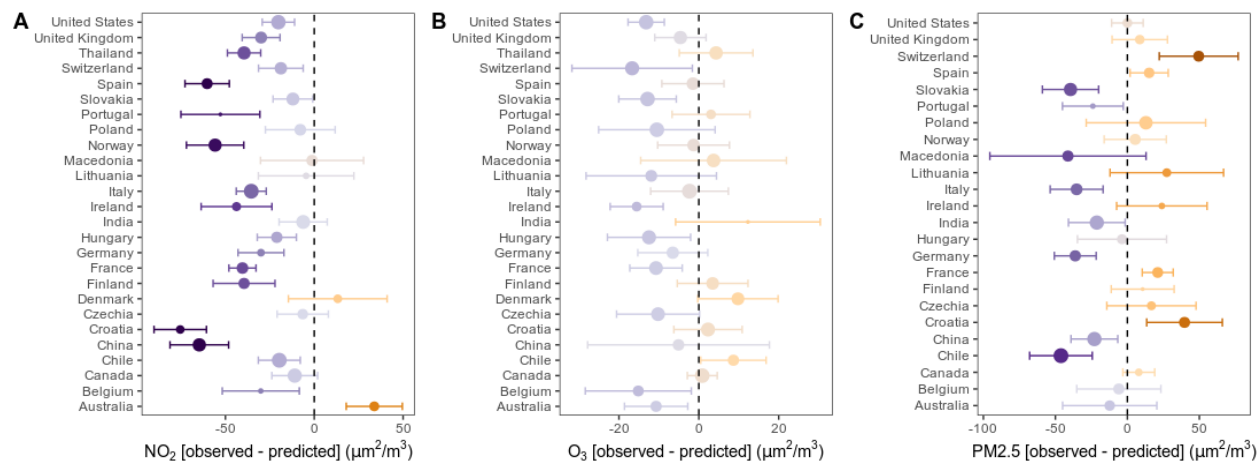 A
United States
United Kingdom
Thailand
Switzerland
Spain
Slovakia
Portugal
Poland
Norway
Macedonia
Lithuania
Italy
Ireland
India
Hungary
Germany
France
Finland
Denmark
Czechia
Croatia
China
Chile
Canada
Belgium
Australia
-50 0
NO₂ [observed - predicted] (μm²/m³)
B
United States
United Kingdom
Thailand
Switzerland
Spain
Slovakia
Portugal
Poland
Norway
Macedonia
Lithuania
Italy
Ireland
India
Hungary
Germany
France
Finland
Denmark
Czechia
Croatia
China
Chile
Canada
Belgium
Australia
-20 0 20
O₃ [observed - predicted] (μm²/m³)
C
United States
United Kingdom
Switzerland
Spain
Slovakia
Portugal
Poland
Norway
Macedonia
Lithuania
Italy
Ireland
India
Hungary
Germany
France
Finland
Czechia
Croatia
China
Chile
Canada
Belgium
Australia
-100 -50 0 50
PM2.5 [observed - predicted] (μm²/m³)